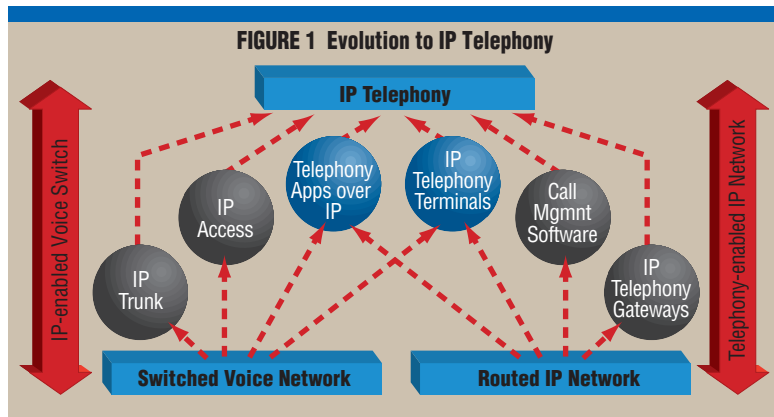 FIGURE 1 Evolution to IP Telephony
IP Telephony
IP-enabled Voice Switch
Telephony-enabled IP Network
Telephony
Apps over
IP
IP
Telephony
Terminals
IP
Access
Call
Mgmnt
Software
IP
Trunk
IP
Telephony
Gateways
Switched Voice Network
Routed IP Network